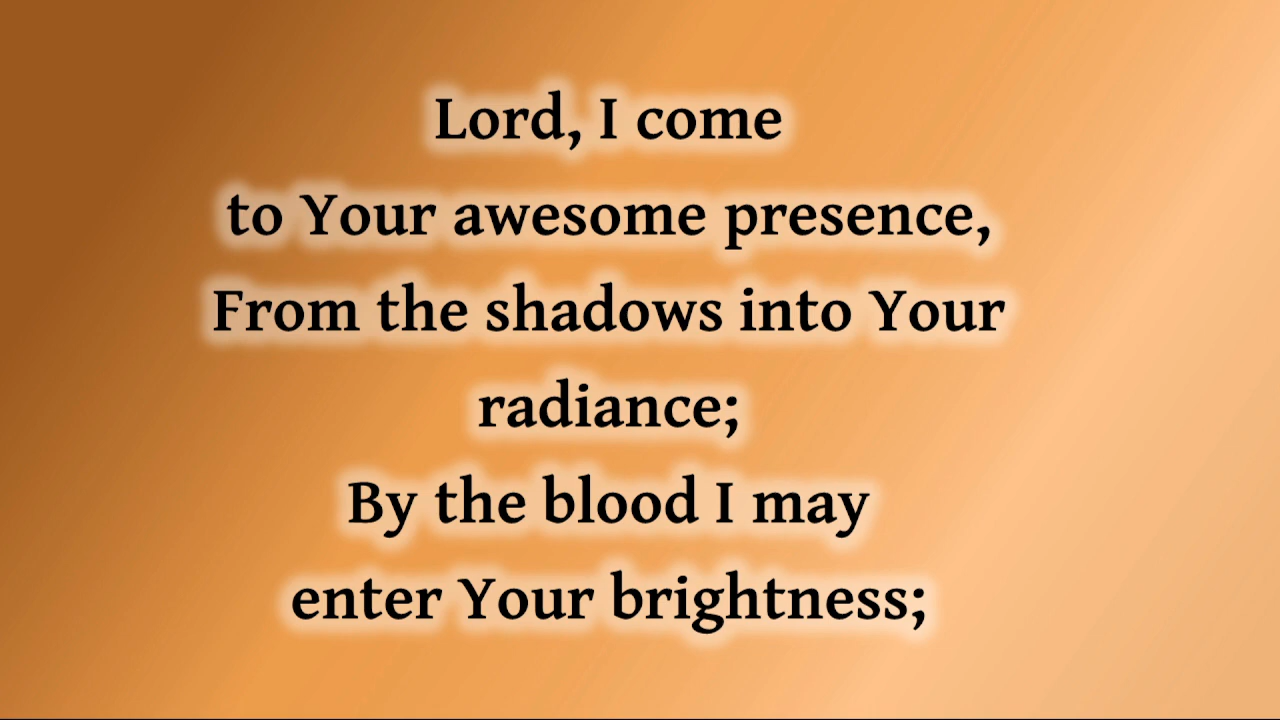 Lord, I come
to Your awesome presence,
From the shadows into Your
radiance;
By the blood I may
enter Your brightness;